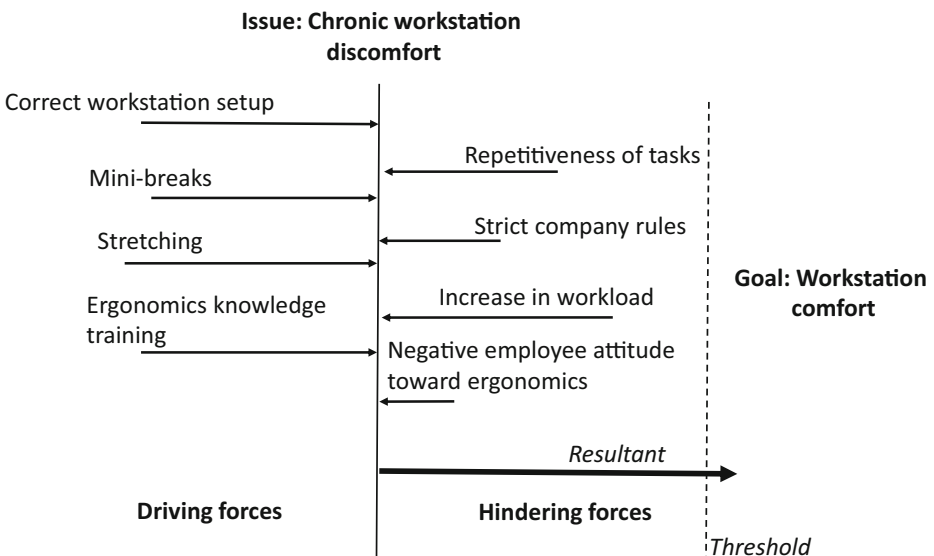 Issue: Chronic workstation
discomfort
Correct workstation setup
Repetitiveness of tasks
Mini-breaks
Strict company rules
Stretching
Goal: Workstation
comfort
Increase in workload
Ergonomics knowledge
training
Negative employee attitude
toward ergonomics
Resultant
Driving forces
Hindering forces
Threshold